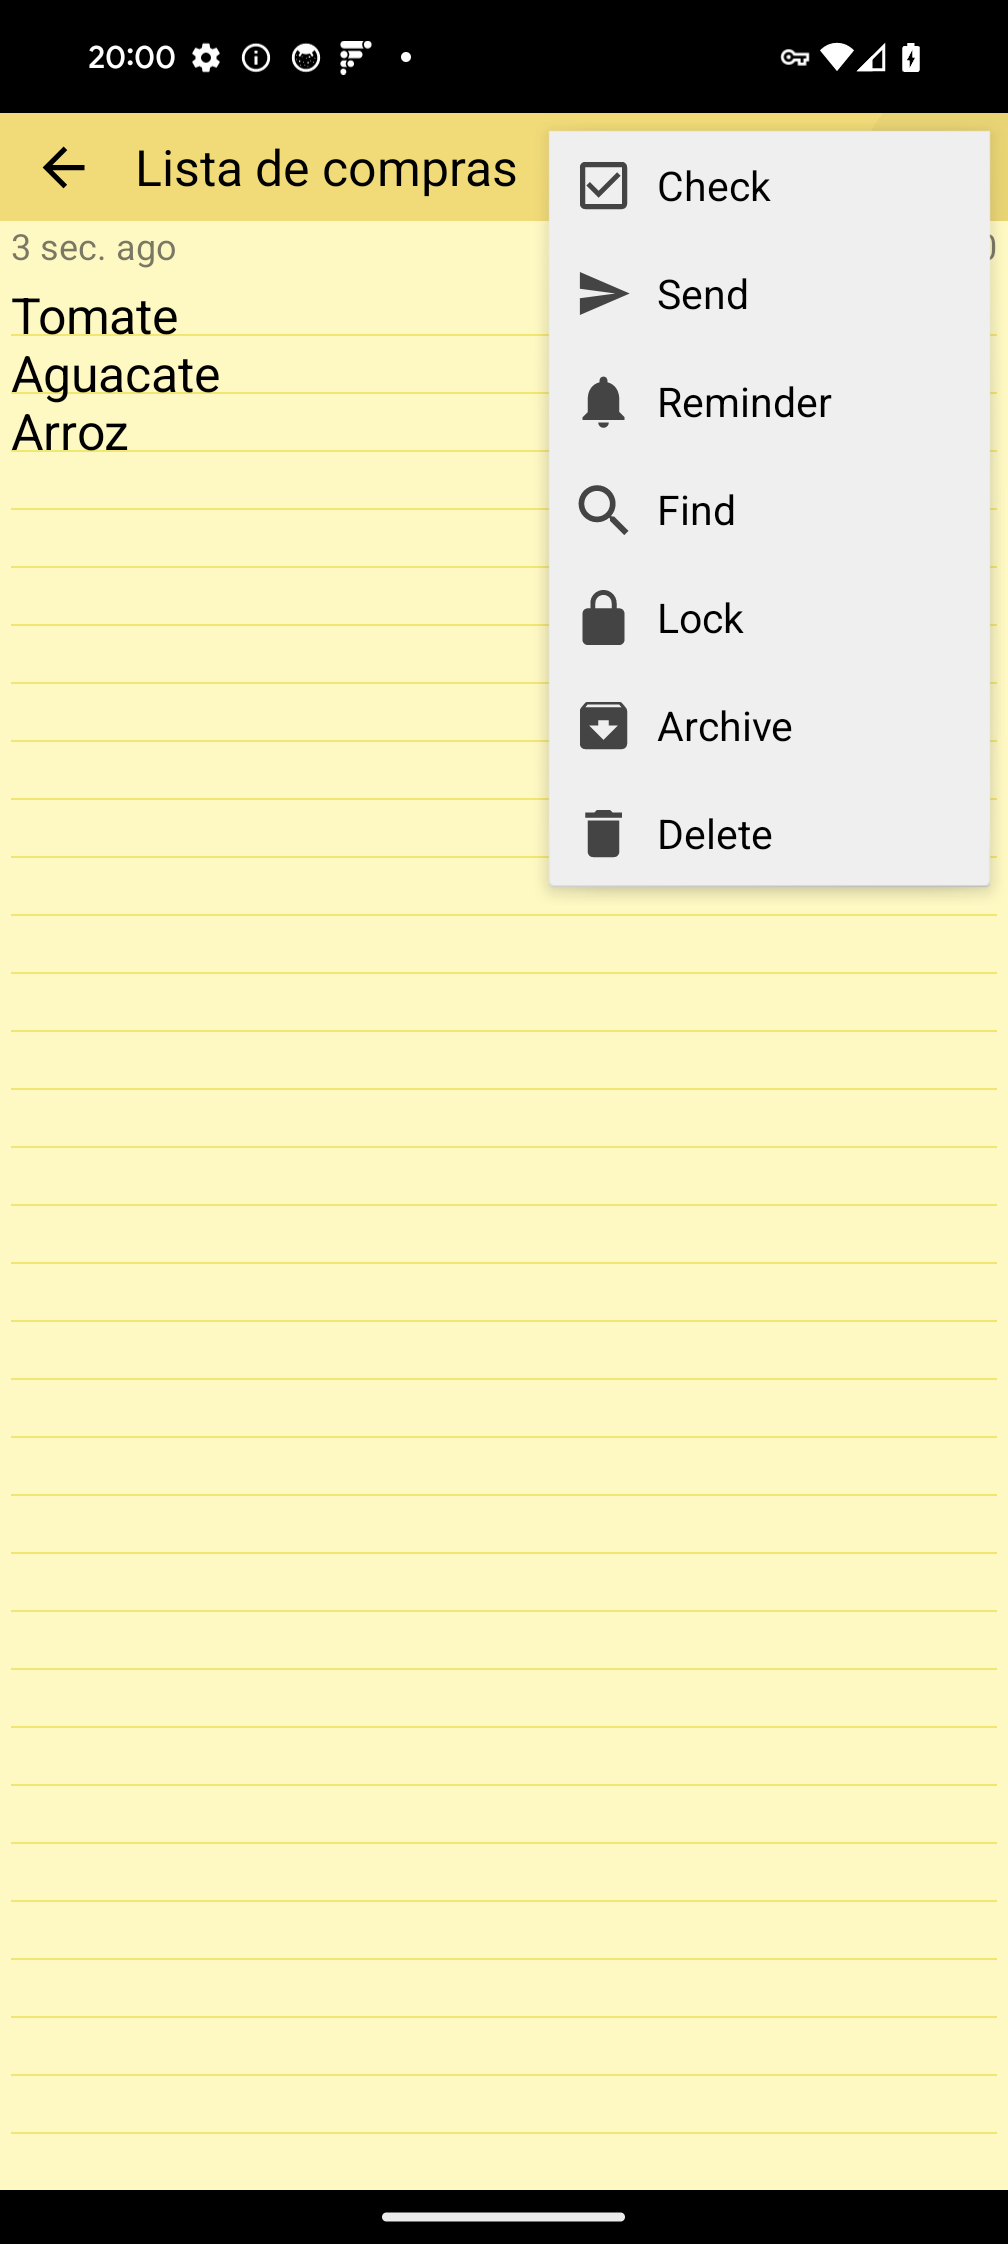 20:00
Lista de compras
3 sec. ago
Tomate
Aguacate
Arroz
Check
Send
Reminder
Find
Lock
Archive
Delete